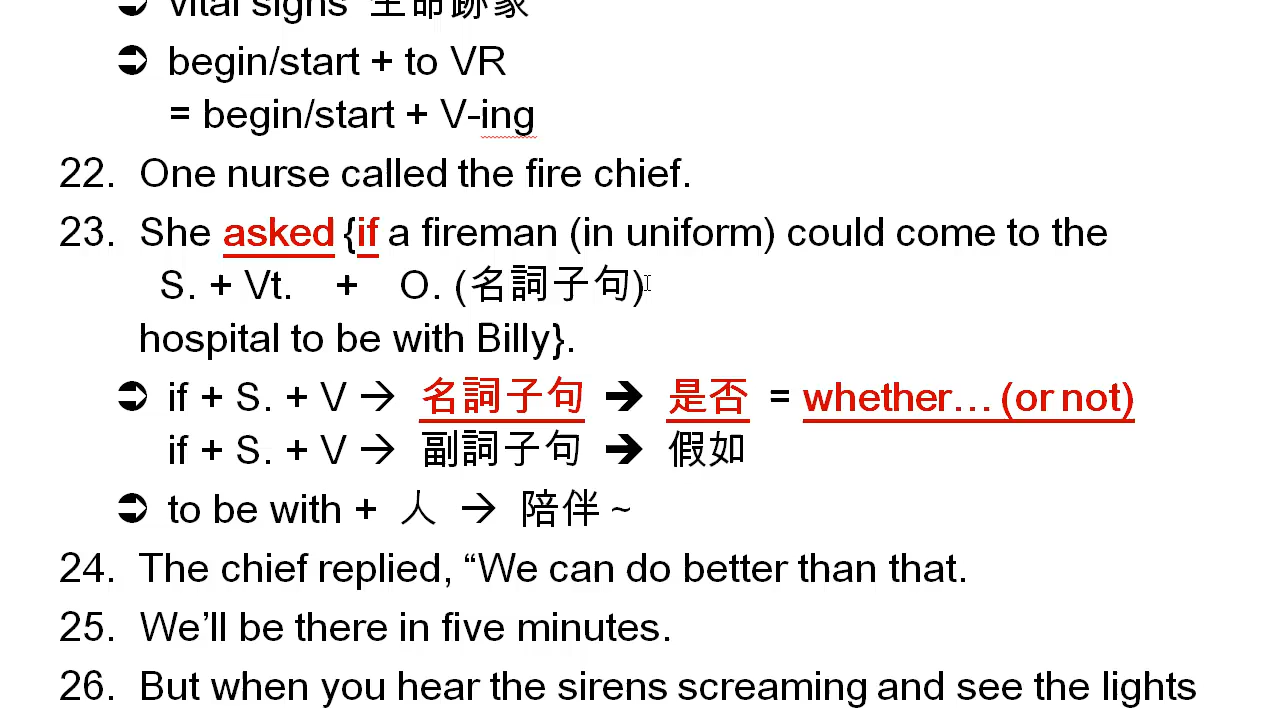 ➲ vital signs 生命跡象
➲ begin/start + to VR
= begin/start + V-ing
22. One nurse called the fire chief.
23. She asked {if a fireman (in uniform) could come to the
S. + Vt. + O. (名詞子句)
hospital to be with Billy}.
➲ if + S. + V → 名詞子句 ➔ 是否 = whether… (or not)
if + S. + V → 副詞子句 ➔ 假如
➲ to be with + 人 → 陪伴 ~
24. The chief replied, “We can do better than that.
25. We’ll be there in five minutes.
26. But when you hear the sirens screaming and see the lights